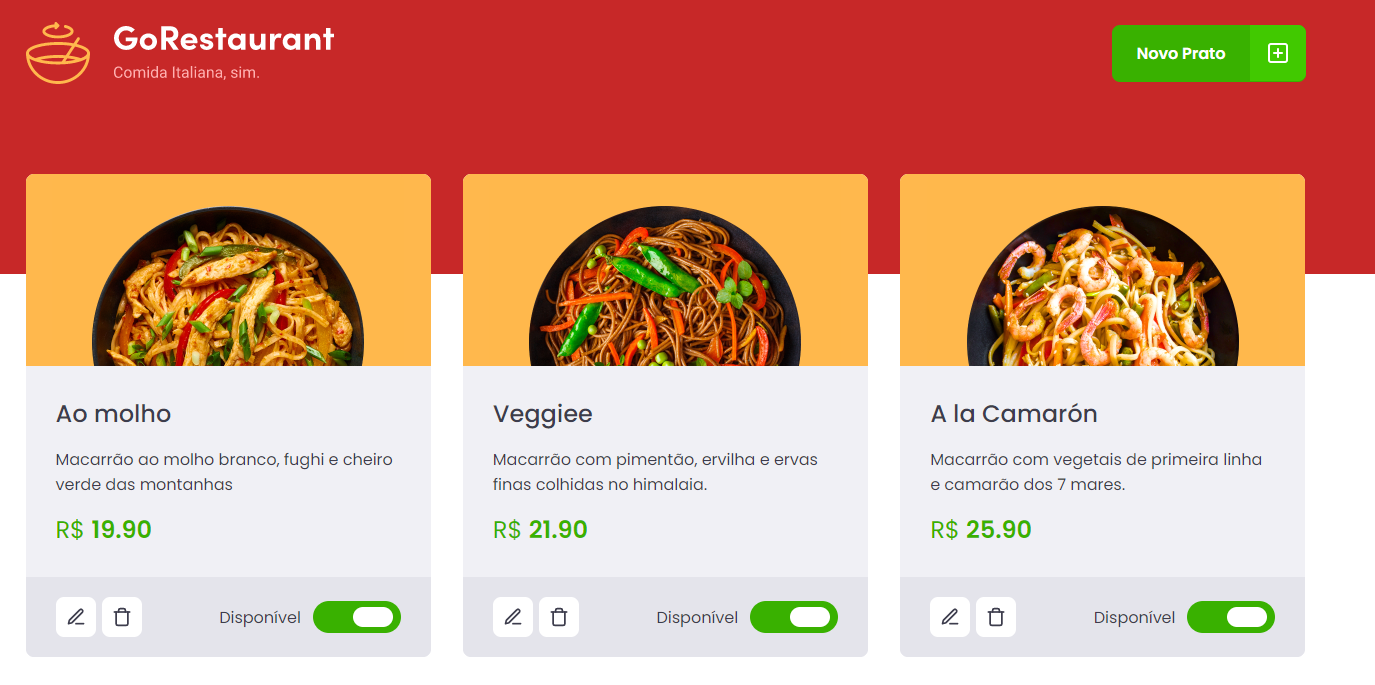 GoRestaurant
Comida Italiana, sim.
Novo Prato
Ao molho
Macarrão ao molho branco, fughi e cheiro
verde das montanhas
R$ 19.90
Disponível
Veggiee
Macarrão com pimentão, ervilha e ervas
finas colhidas no himalaia.
R$ 21.90
Disponível
A la Camarón
Macarrão com vegetais de primeira linha
e camarão dos 7 mares.
R$ 25.90
Disponível